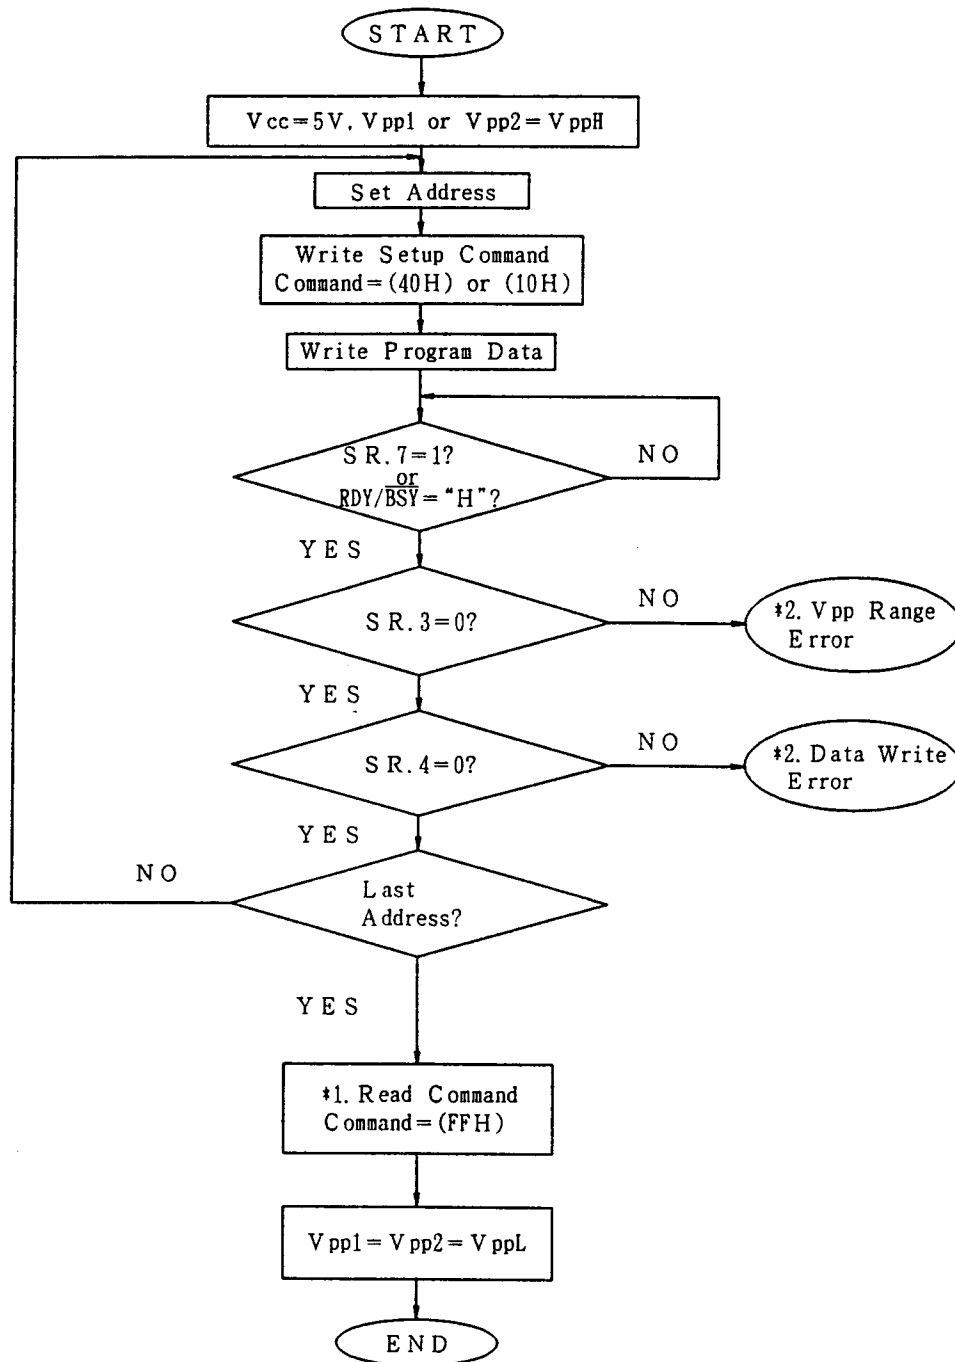 START
Vcc=5V, Vpp1 or Vpp2=VppH
Set Address
Write Setup Command
Command=(40H) or (10H)
Write Program Data
SR.7=1?
or
RDY/B̅S̅Y̅="H"?
NO
YES
SR.3=0?
NO
*2. Vpp Range
Error
YES
SR.4=0?
NO
*2. Data Write
Error
YES
NO
Last
Address?
YES
*1. Read Command
Command=(FFH)
Vpp1=Vpp2=VppL
END